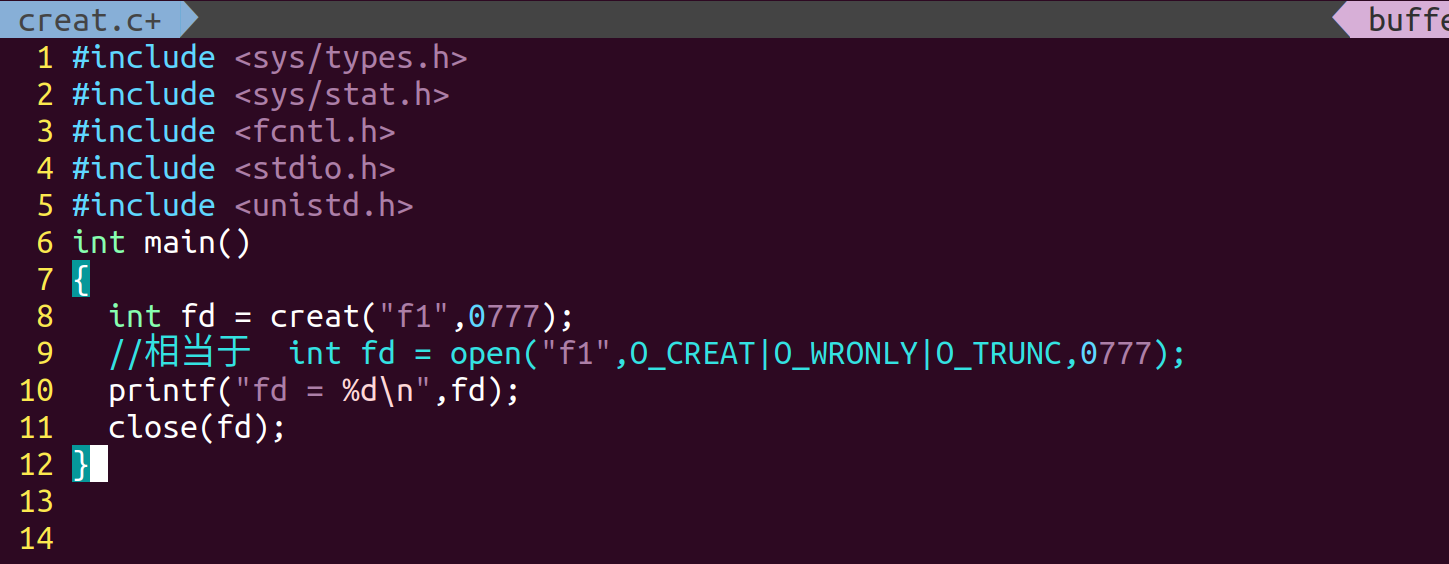 creat.c+ buffe
1 #include <sys/types.h>
2 #include <sys/stat.h>
3 #include <fcntl.h>
4 #include <stdio.h>
5 #include <unistd.h>
6 int main()
7 {
8   int fd = creat("f1",0777);
9   //相当于  int fd = open("f1",O_CREAT|O_WRONLY|O_TRUNC,0777);
10   printf("fd = %d\n",fd);
11   close(fd);
12 }
13
14